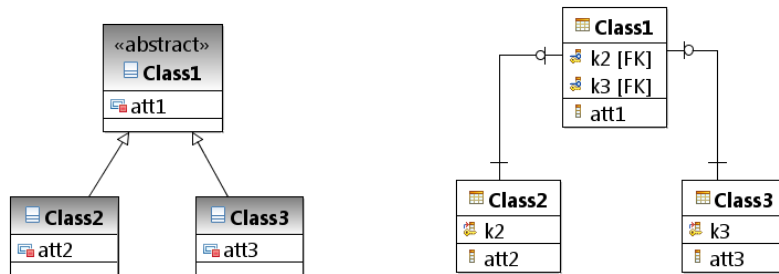 «abstract»
Class1
att1
Class2
att2
Class3
att3
Class1
k2 [FK]
k3 [FK]
att1
Class2
k2
att2
Class3
k3
att3